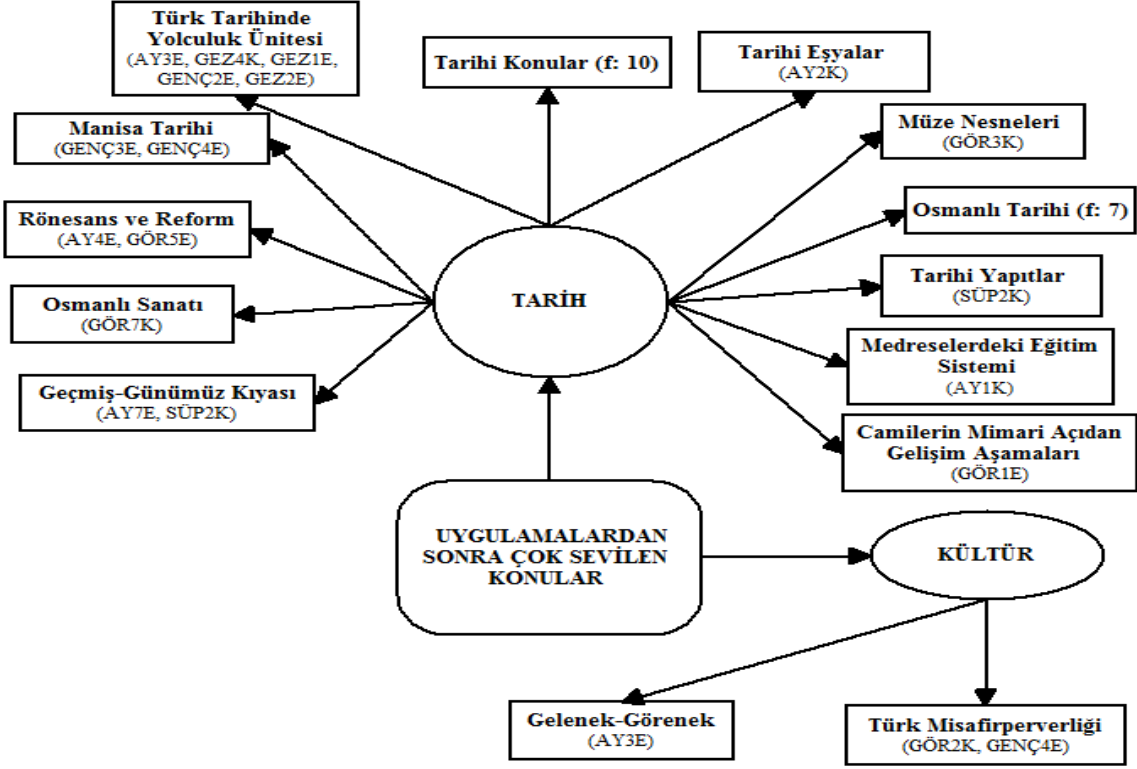 Türk Tarihinde
Yolculuk Ünitesi
(AY3E, GEZ4K, GEZ1E,
GENÇ2E, GEZ2E)
Tarihi Konular (f: 10)
Tarihi Eşyalar
(AY2K)
Manisa Tarihi
(GENÇ3E, GENÇ4E)
Müze Nesneleri
(GÖR3K)
Rönesans ve Reform
(AY4E, GÖR5E)
Osmanlı Tarihi (f: 7)
TARİH
Osmanlı Sanatı
(GÖR7K)
Tarihi Yapıtlar
(SÜP2K)
Geçmiş-Günümüz Kıyası
(AY7E, SÜP2K)
Medreselerdeki Eğitim
Sistemi
(AY1K)
Camilerin Mimari Açıdan
Gelişim Aşamaları
(GÖR1E)
UYGULAMALARDAN
SONRA ÇOK SEVİLEN
KONULAR
KÜLTÜR
Gelenek-Görenek
(AY3E)
Türk Misafirperverliği
(GÖR2K, GENÇ4E)